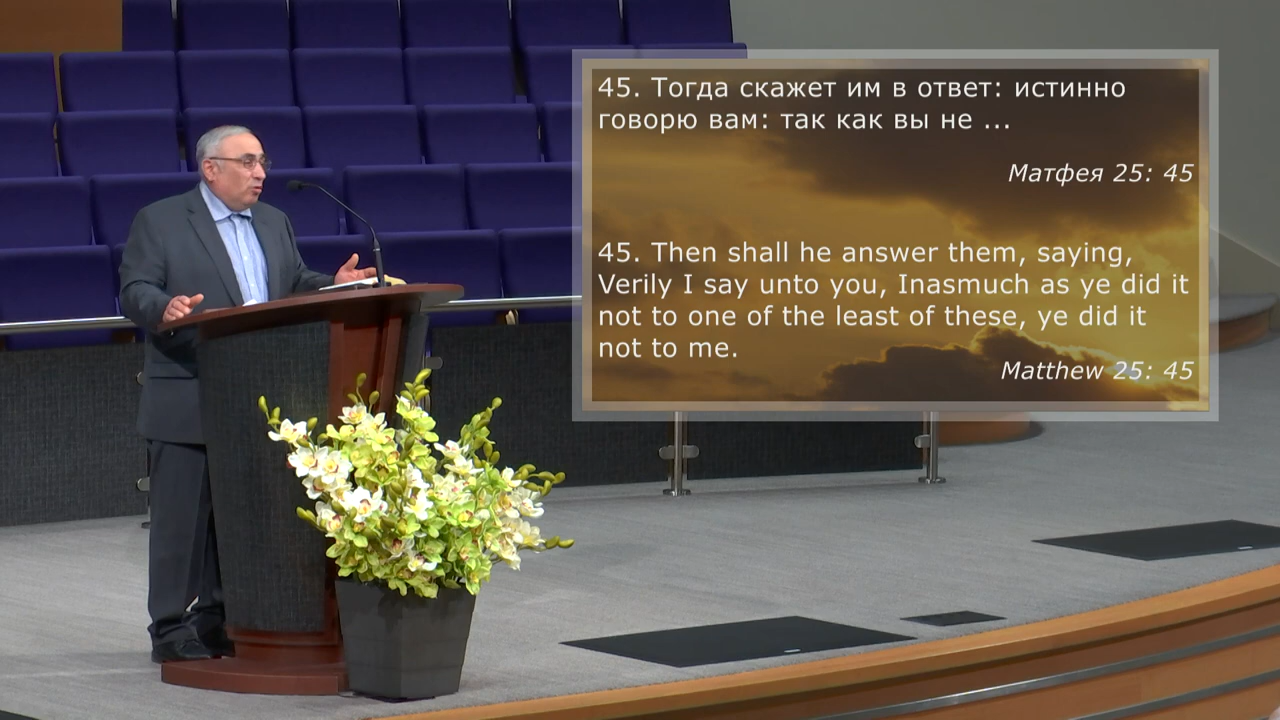 45. Тогда скажет им в ответ: истинно
говорю вам: так как вы не ...
Матфея 25: 45
45. Then shall he answer them, saying,
Verily I say unto you, Inasmuch as ye did it
not to one of the least of these, ye did it
not to me.
Matthew 25: 45